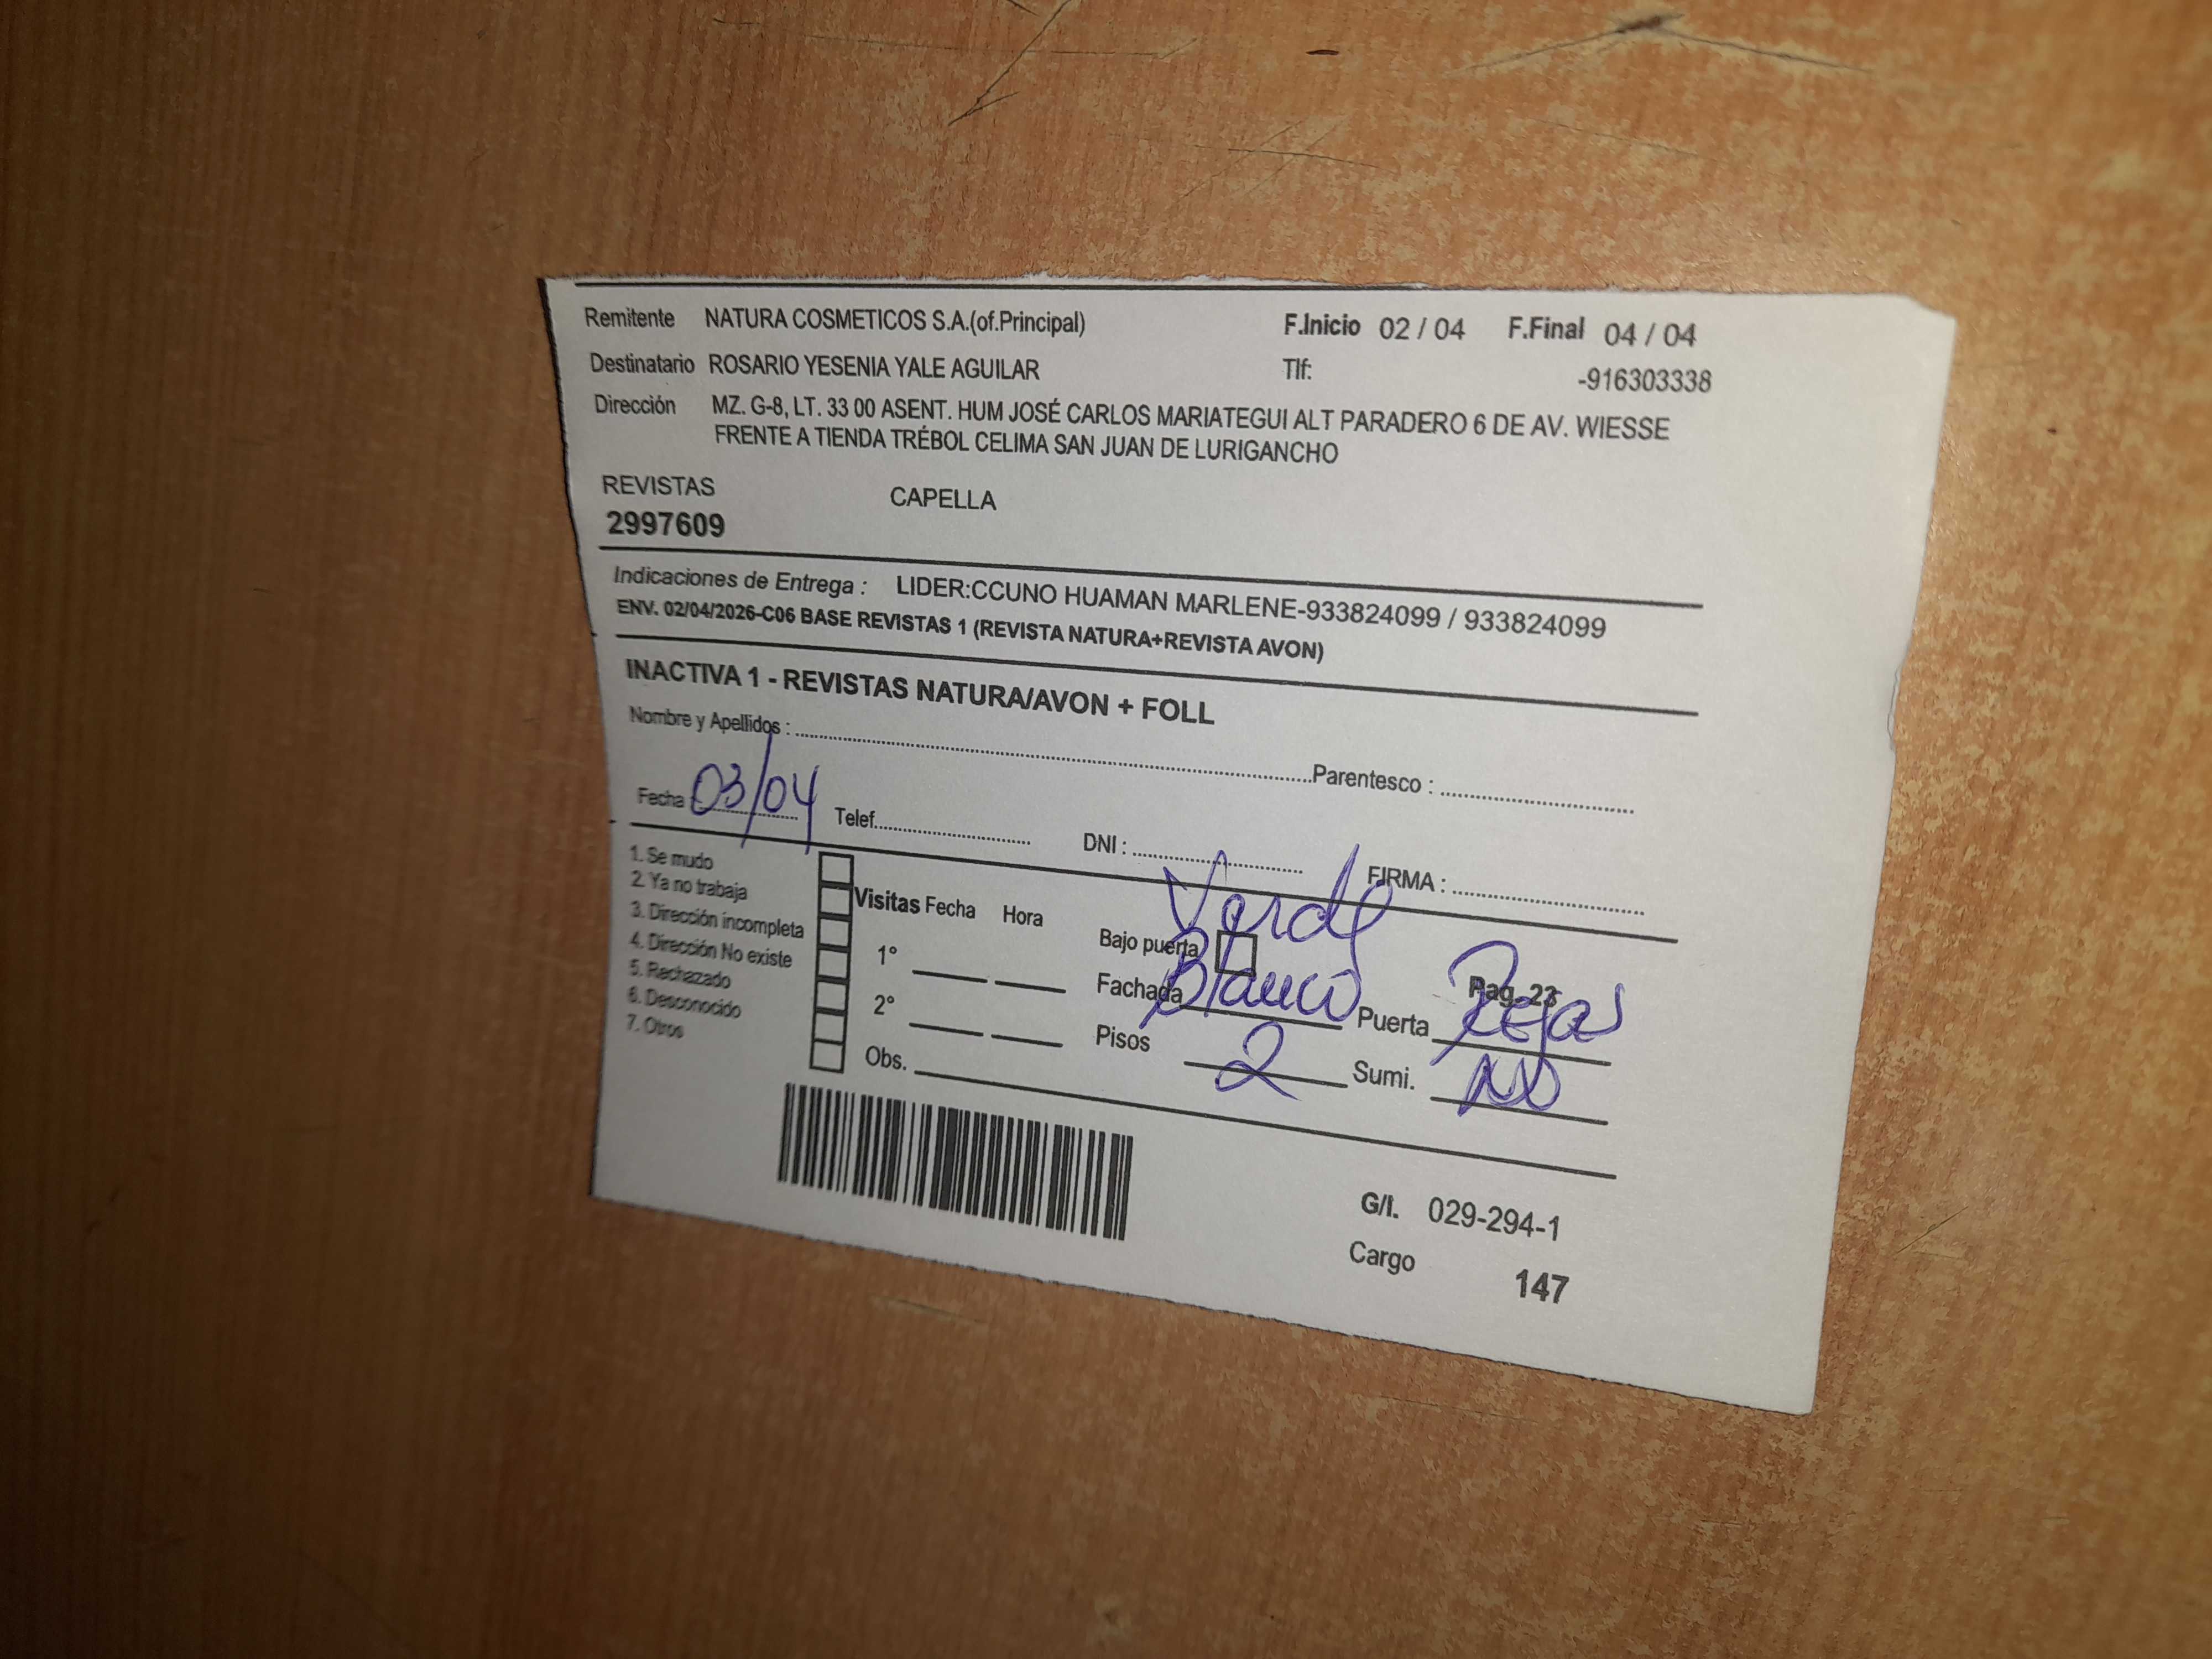 Remitente NATURA COSMETICOS S.A.(of.Principal) F.Inicio 02 / 04 F.Final 04 / 04
Destinatario ROSARIO YESENIA YALE AGUILAR Tlf: -916303338
Dirección MZ. G-8, LT. 33 00 ASENT. HUM JOSÉ CARLOS MARIATEGUI ALT PARADERO 6 DE AV. WIESSE
FRENTE A TIENDA TRÉBOL CELIMA SAN JUAN DE LURIGANCHO
REVISTAS CAPELLA
2997609
Indicaciones de Entrega : LIDER:CCUNO HUAMAN MARLENE-933824099 / 933824099
ENV. 02/04/2026-C06 BASE REVISTAS 1 (REVISTA NATURA+REVISTA AVON)
INACTIVA 1 - REVISTAS NATURA/AVON + FOLL
Nombre y Apellidos : Parentesco :
Fecha : 03/04 Telef. DNI : FIRMA :
1. Se mudo
2. Ya no trabaja
3. Dirección incompleta
4. Dirección No existe
5. Rechazado
6. Desconocido
7. Otros
Visitas Fecha Hora
1°
2°
Obs.
Verde
Bajo puerta
Fachada Blanco Puerta Reja
Pag. 23
Pisos 2 Sumi. NO
G/I. 029-294-1
Cargo 147